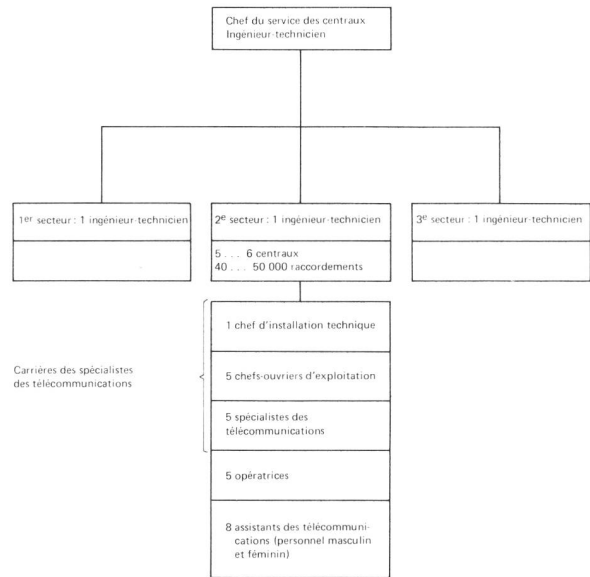 Chef du service des centraux
Ingénieur-technicien
1er secteur : 1 ingénieur-technicien
2e secteur : 1 ingénieur-technicien
3e secteur : 1 ingénieur-technicien
5 . . . 6 centraux
40 . . . 50 000 raccordements
1 chef d'installation technique
Carrières des spécialistes
des télécommunications
5 chefs-ouvriers d'exploitation
5 spécialistes des
télécommunications
5 opératrices
8 assistants des télécommuni-
cations (personnel masculin
et féminin)